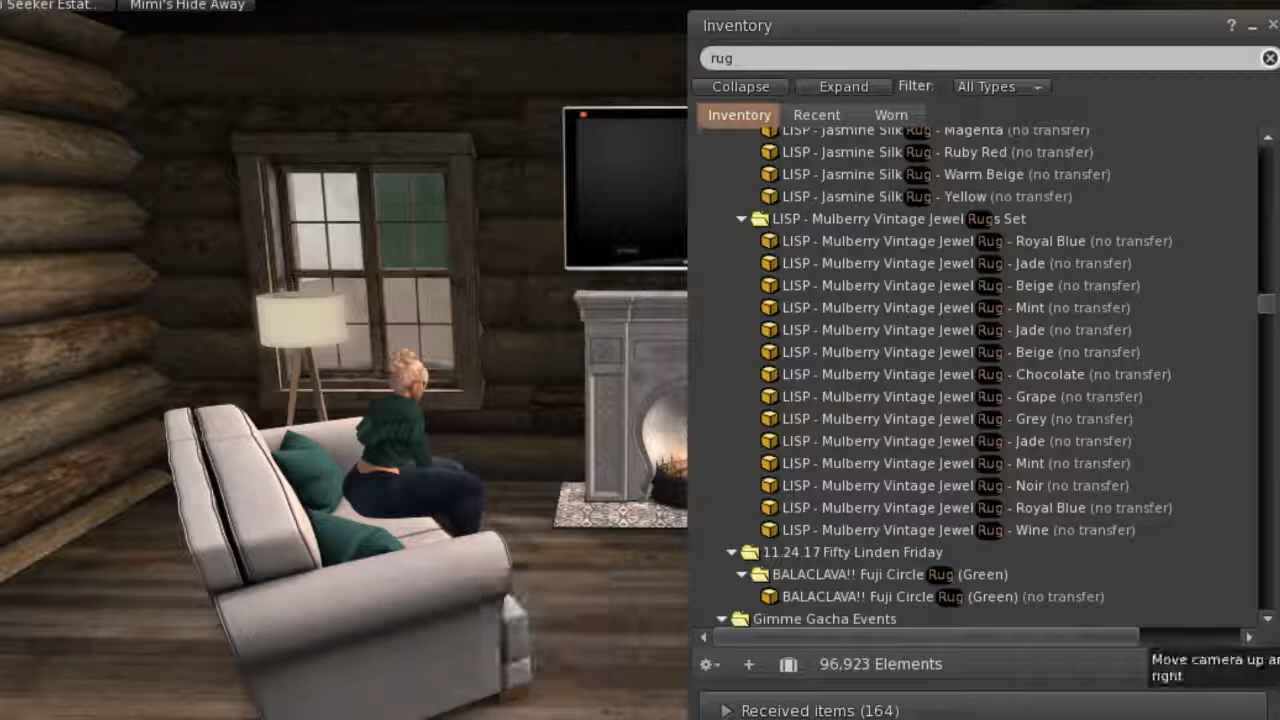 Seeker Estat..
Mimi's Hide Away
Inventory
?
rug
Collapse
Expand
Filter:
All Types
Inventory
Recent
Worn
LISP - Jasmine Silk Rug - Magenta (no transfer)
LISP - Jasmine Silk Rug - Ruby Red (no transfer)
LISP - Jasmine Silk Rug - Warm Beige (no transfer)
LISP - Jasmine Silk Rug - Yellow (no transfer)
LISP - Mulberry Vintage Jewel Rugs Set
LISP - Mulberry Vintage Jewel Rug - Royal Blue (no transfer)
LISP - Mulberry Vintage Jewel Rug - Jade (no transfer)
LISP - Mulberry Vintage Jewel Rug - Beige (no transfer)
LISP - Mulberry Vintage Jewel Rug - Mint (no transfer)
LISP - Mulberry Vintage Jewel Rug - Jade (no transfer)
LISP - Mulberry Vintage Jewel Rug - Beige (no transfer)
LISP - Mulberry Vintage Jewel Rug - Chocolate (no transfer)
LISP - Mulberry Vintage Jewel Rug - Grape (no transfer)
LISP - Mulberry Vintage Jewel Rug - Grey (no transfer)
LISP - Mulberry Vintage Jewel Rug - Jade (no transfer)
LISP - Mulberry Vintage Jewel Rug - Mint (no transfer)
LISP - Mulberry Vintage Jewel Rug - Noir (no transfer)
LISP - Mulberry Vintage Jewel Rug - Royal Blue (no transfer)
LISP - Mulberry Vintage Jewel Rug - Wine (no transfer)
11.24.17 Fifty Linden Friday
BALACLAVA!! Fuji Circle Rug (Green)
BALACLAVA!! Fuji Circle Rug (Green) (no transfer)
Gimme Gacha Events
96,923 Elements
Move camera up a
right
Received items (164)